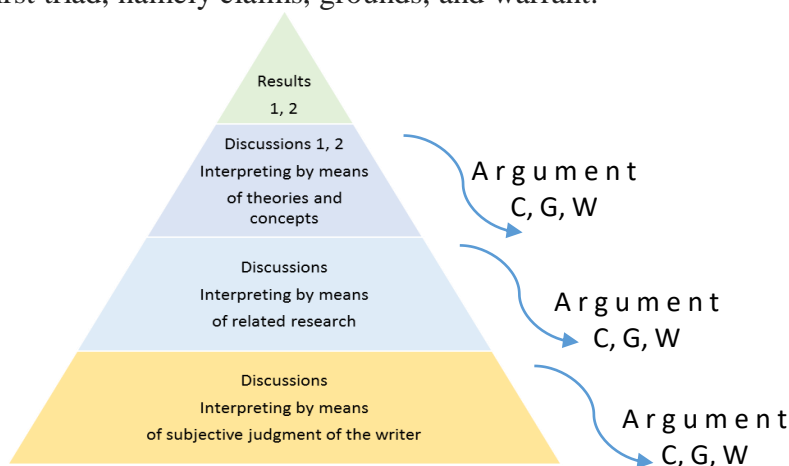 first triad, namely claims, grounds, and warrant.
Results
1, 2
Discussions 1, 2
Interpreting by means
of theories and
concepts
Argument
C, G, W
Discussions
Interpreting by means
of related research
Argument
C, G, W
Discussions
Interpreting by means
of subjective judgment of the writer
Argument
C, G, W